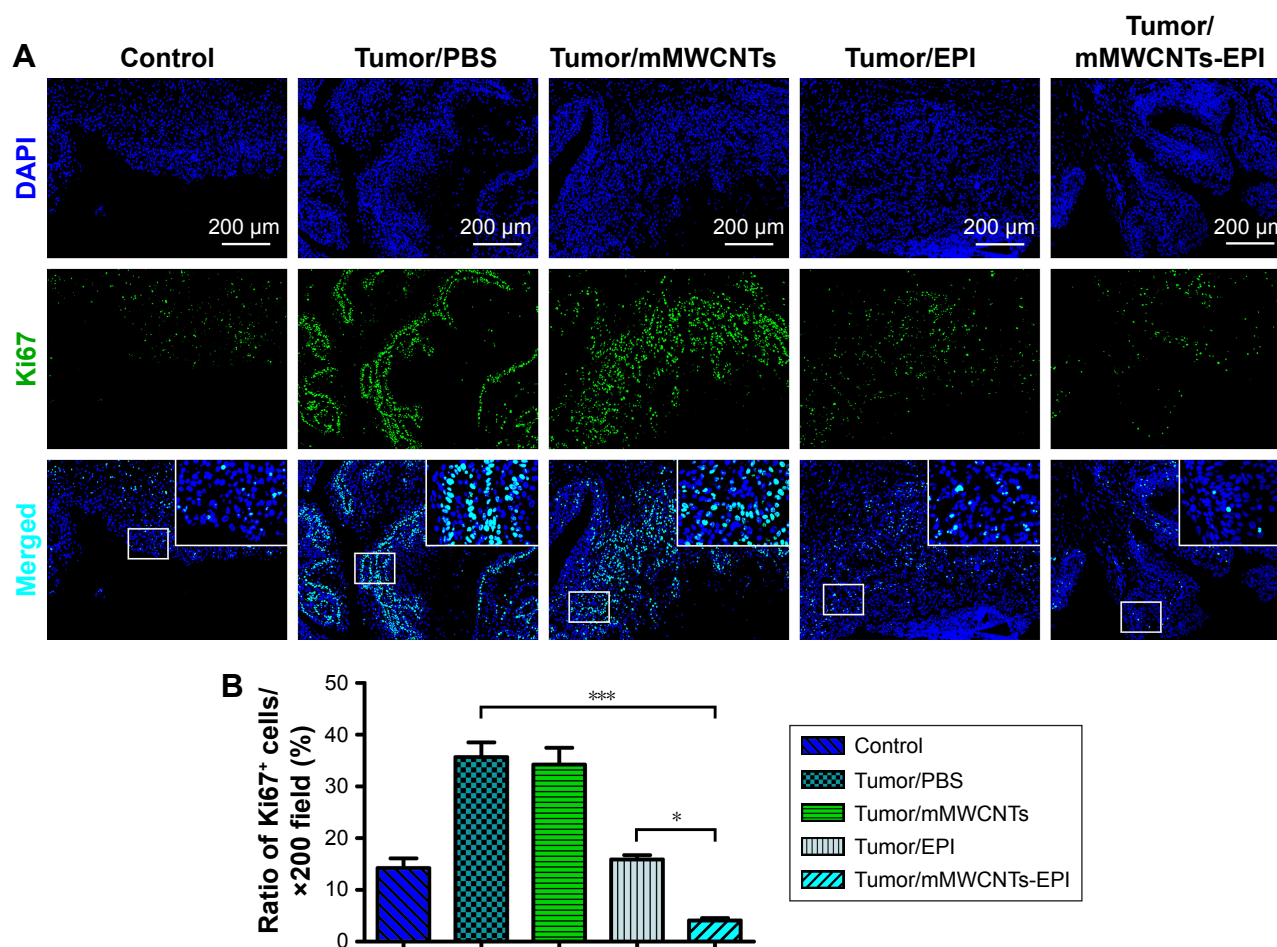 A
Control
Tumor/PBS
Tumor/mMWCNTs
Tumor/EPI
Tumor/
mMWCNTs-EPI
DAPI
200 µm
200 µm
200 µm
200 µm
200 µm
Ki67
Merged
B
Ratio of Ki67⁺ cells/
×200 field (%)
50
40
30
20
10
0
***
*
Control
Tumor/PBS
Tumor/mMWCNTs
Tumor/EPI
Tumor/mMWCNTs-EPI